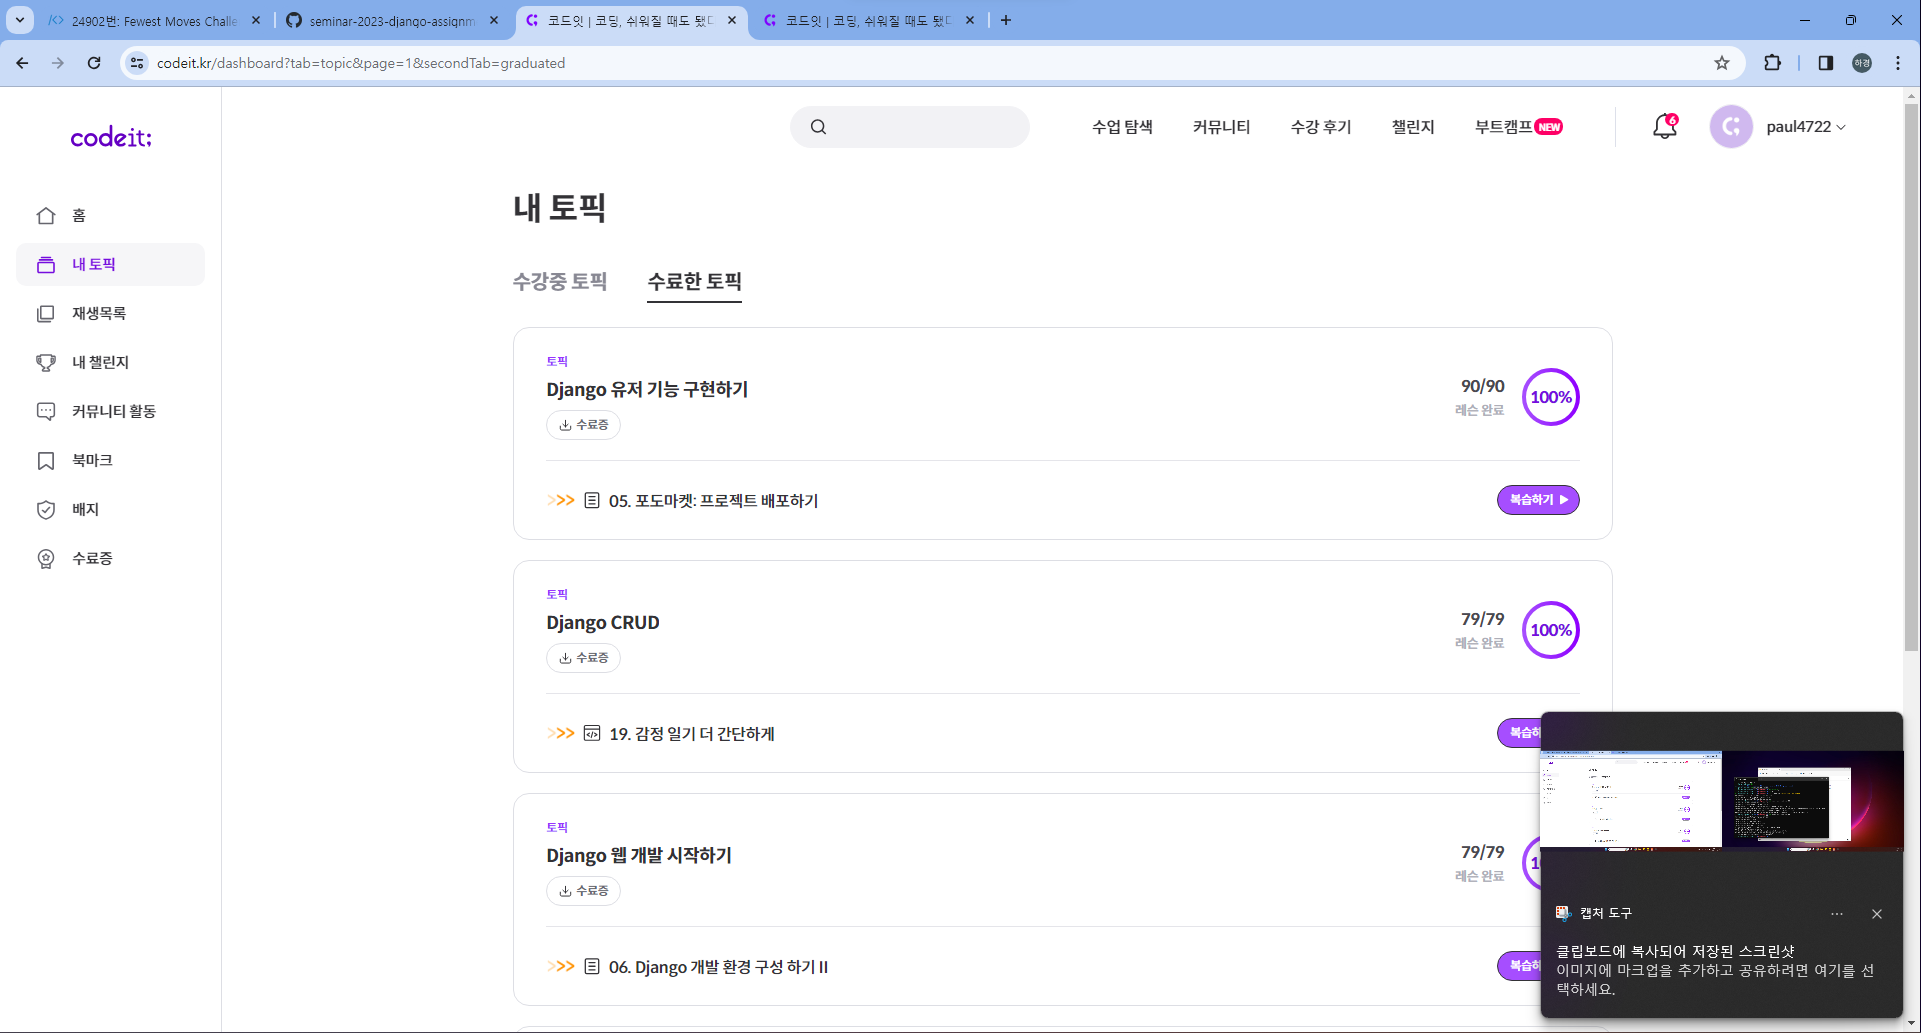 24902번: Fewest Moves Challe
seminar-2023-django-assignm
코드잇 | 코딩, 쉬워질 때도 됐다
코드잇 | 코딩, 쉬워질 때도 됐다
codeit.kr/dashboard?tab=topic&page=1&secondTab=graduated
하경
codeit:
수업 탐색
커뮤니티
수강 후기
챌린지
부트캠프 NEW
6
paul4722
홈
내 토픽
재생목록
내 챌린지
커뮤니티 활동
북마크
배지
수료증
내 토픽
수강중 토픽
수료한 토픽
토픽
Django 유저 기능 구현하기
수료증
90/90
레슨 완료
100%
05. 포도마켓: 프로젝트 배포하기
복습하기
토픽
Django CRUD
수료증
79/79
레슨 완료
100%
19. 감정 일기 더 간단하게
복습하
토픽
Django 웹 개발 시작하기
수료증
79/79
레슨 완료
06. Django 개발 환경 구성 하기 II
복습하
캡처 도구
클립보드에 복사되어 저장된 스크린샷
이미지에 마크업을 추가하고 공유하려면 여기를 선
택하세요.